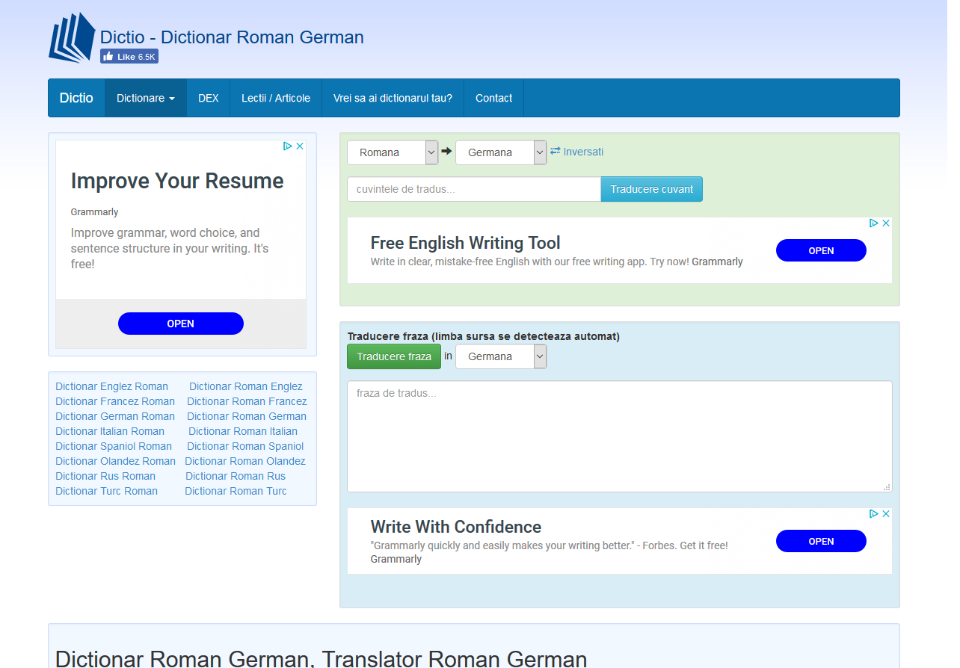 Dictio - Dictionar Roman German
Like 6.5K
Dictio Dictionare DEX Lectii / Articole Vrei sa ai dictionarul tau? Contact
Improve Your Resume
Grammarly
Improve grammar, word choice, and
sentence structure in your writing. It's
free!
OPEN
Dictionar Englez Roman Dictionar Roman Englez
Dictionar Francez Roman Dictionar Roman Francez
Dictionar German Roman Dictionar Roman German
Dictionar Italian Roman Dictionar Roman Italian
Dictionar Spaniol Roman Dictionar Roman Spaniol
Dictionar Olandez Roman Dictionar Roman Olandez
Dictionar Rus Roman Dictionar Roman Rus
Dictionar Turc Roman Dictionar Roman Turc
Romana Germana Inversati
cuvintele de tradus... Traducere cuvant
Free English Writing Tool
Write in clear, mistake-free English with our free writing app. Try now! Grammarly
OPEN
Traducere fraza (limba sursa se detecteaza automat)
Traducere fraza in Germana
fraza de tradus...
Write With Confidence
"Grammarly quickly and easily makes your writing better." - Forbes. Get it free!
Grammarly
OPEN
Dictionar Roman German, Translator Roman German